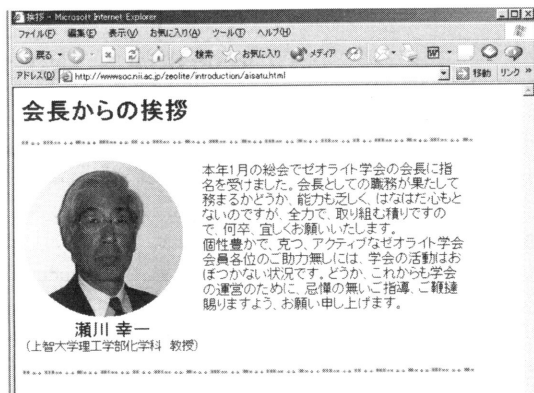 挨拶 - Microsoft Internet Explorer
ファイル(F) 編集(E) 表示(V) お気に入り(A) ツール(T) ヘルプ(H)
戻る 検索 お気に入り メディア
アドレス(D) http://wwwsoc.nii.ac.jp/zeolite/introduction/aisatu.html 移動 リンク »
会長からの挨拶
本年1月の総会でゼオライト学会の会長に指
名を受けました。会長としての職務が果たして
務まるかどうか、能力も乏しく、はなはだ心もと
ないのですが、全力で、取り組む積りですの
で、何卒、宜しくお願いいたします。
個性豊かで、克つ、アクティブなゼオライト学会
会員各位のご助力無しには、学会の活動はお
ぼつかない状況です。どうか、これからも学会
の運営のために、忌憚の無いご指導、ご鞭撻
賜りますよう、お願い申し上げます。
瀬川 幸一
(上智大学理工学部化学科 教授)